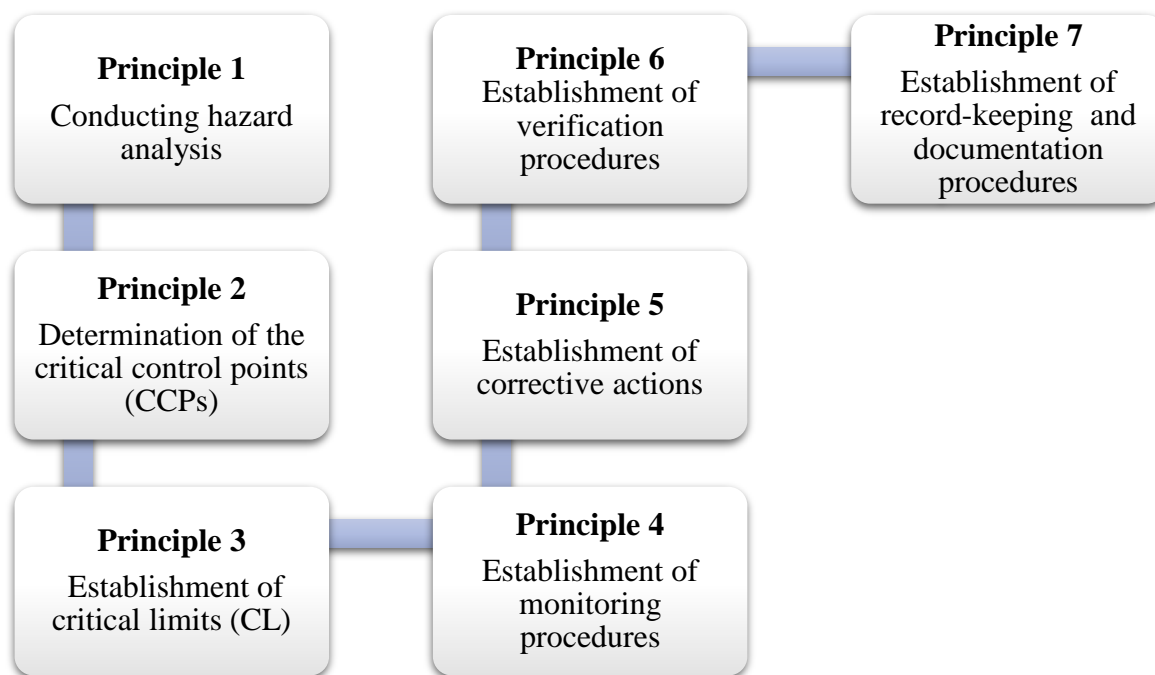 Principle 1
Conducting hazard
analysis
Principle 2
Determination of the
critical control points
(CCPs)
Principle 3
Establishment of
critical limits (CL)
Principle 4
Establishment of
monitoring
procedures
Principle 5
Establishment of
corrective actions
Principle 6
Establishment of
verification
procedures
Principle 7
Establishment of
record-keeping and
documentation
procedures